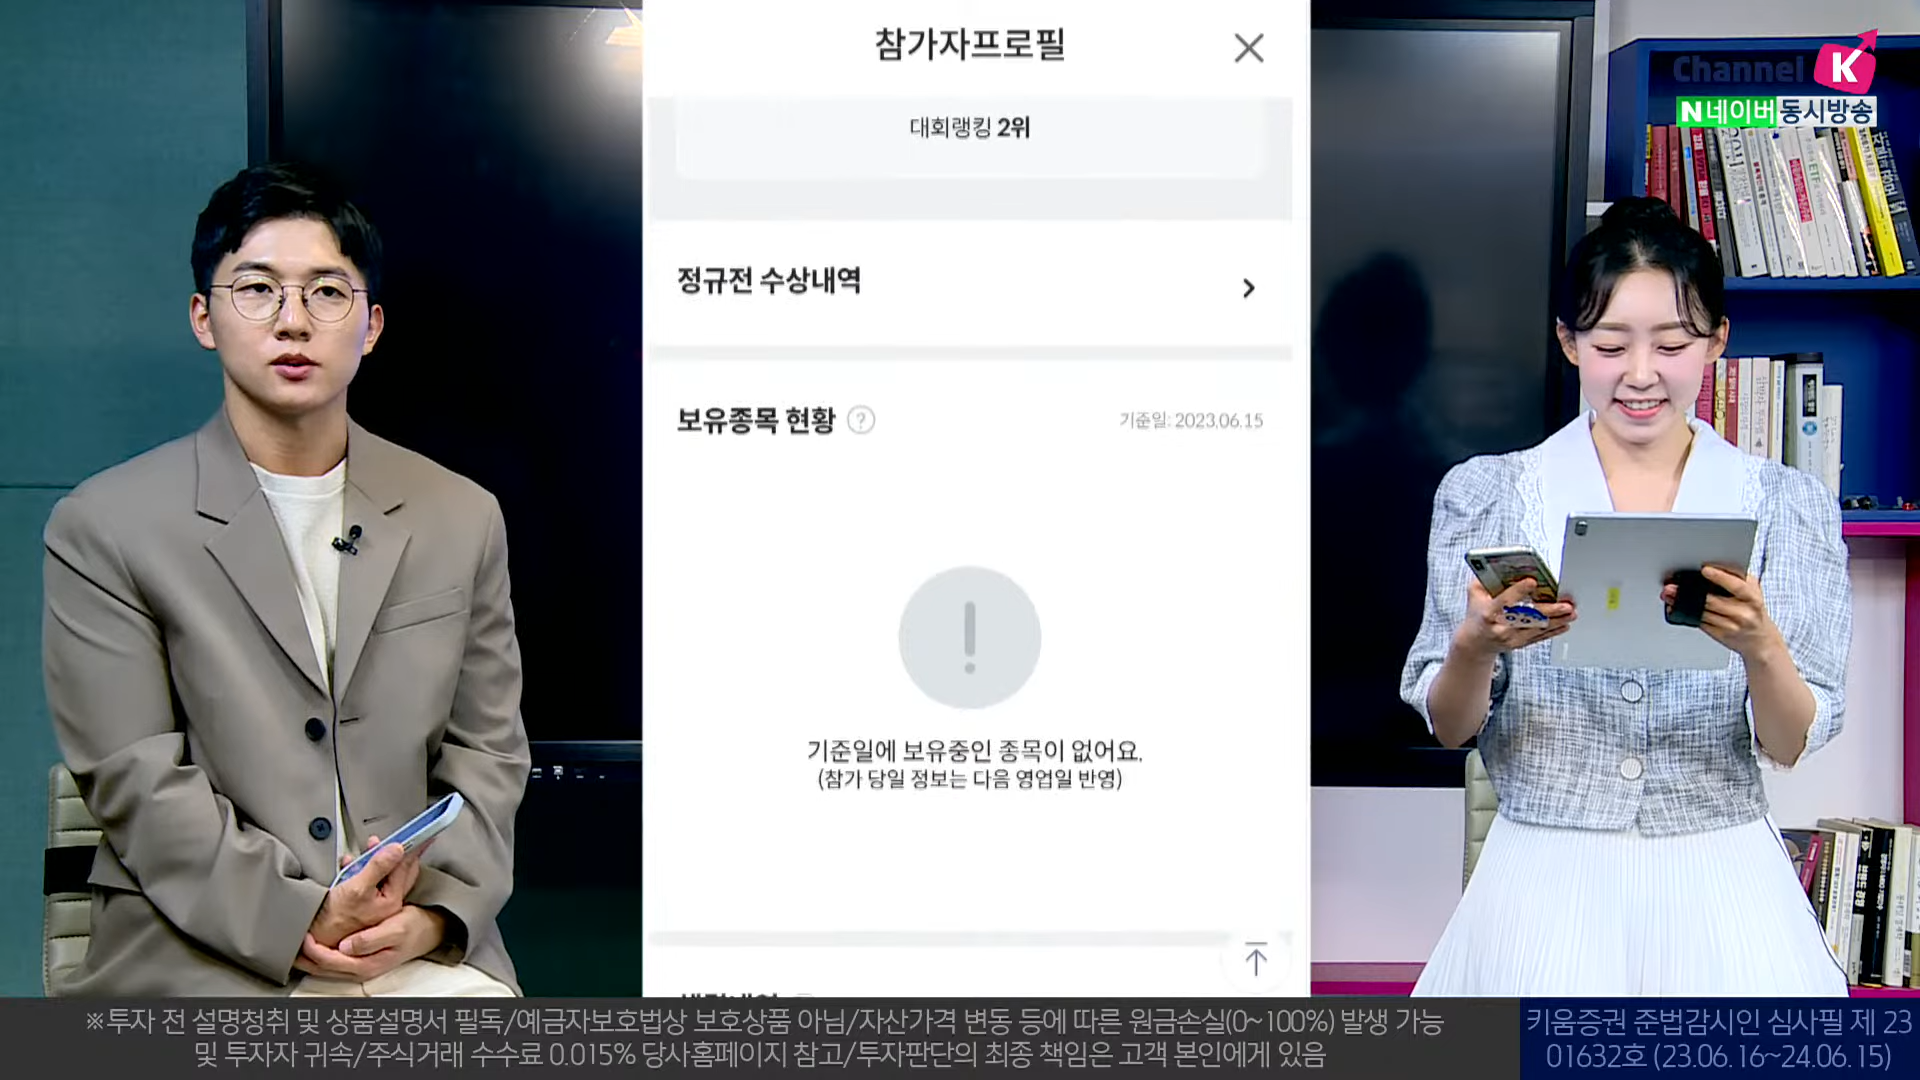 참가자프로필
Channel K
N네이버동시방송
대회랭킹 2위
정규전 수상내역
보유종목 현황
기준일: 2023.06.15
기준일에 보유중인 종목이 없어요.
(참가 당일 정보는 다음 영업일 반영)
※투자 전 설명청취 및 상품설명서 필독/예금자보호법상 보호상품 아님/자산가격 변동 등에 따른 원금손실(0~100%) 발생 가능
및 투자자 귀속/주식거래 수수료 0.015% 당사홈페이지 참고/투자판단의 최종 책임은 고객 본인에게 있음
키움증권 준법감시인 심사필 제 23
01632호 (23.06.16~24.06.15)